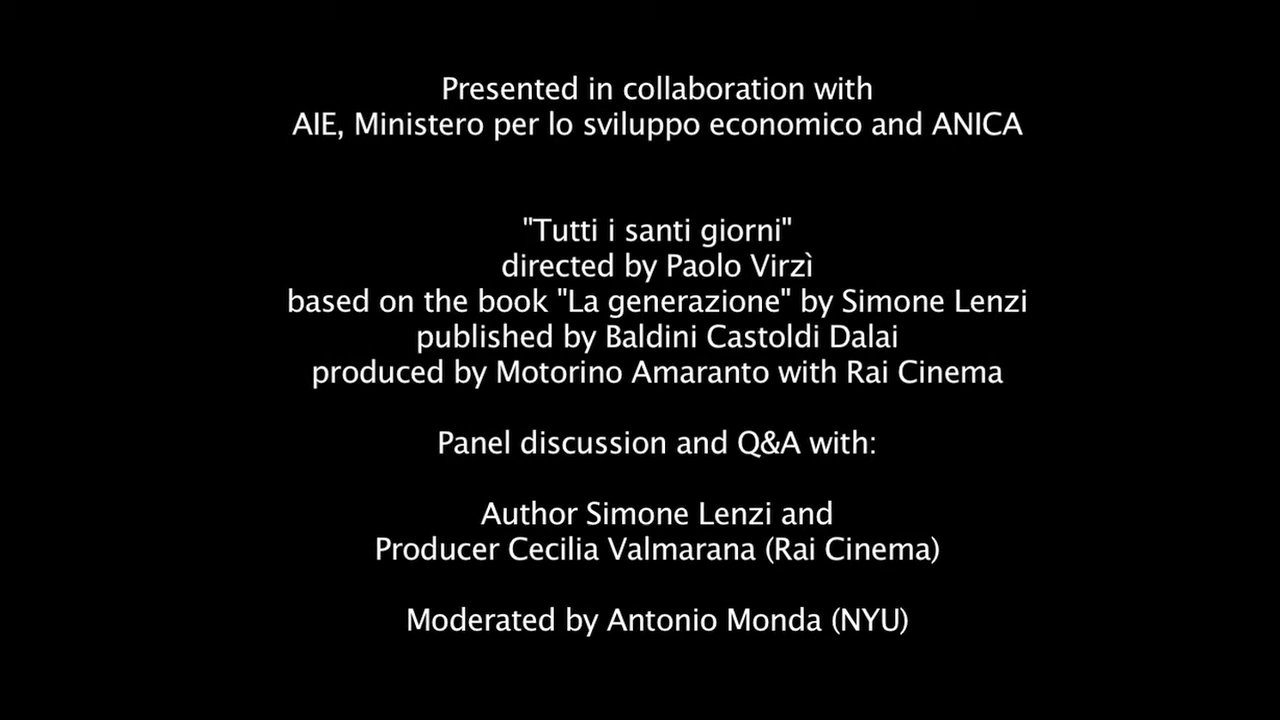 Presented in collaboration with
AIE, Ministero per lo sviluppo economico and ANICA
"Tutti i santi giorni"
directed by Paolo Virzì
based on the book "La generazione" by Simone Lenzi
published by Baldini Castoldi Dalai
produced by Motorino Amaranto with Rai Cinema
Panel discussion and Q&A with:
Author Simone Lenzi and
Producer Cecilia Valmarana (Rai Cinema)
Moderated by Antonio Monda (NYU)